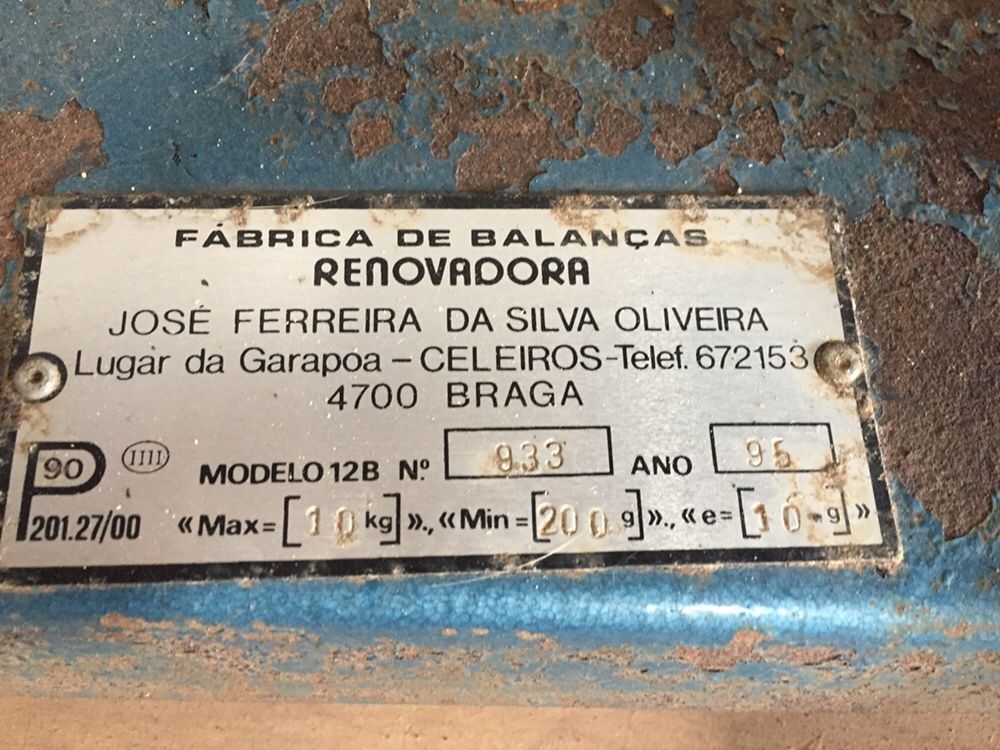 FÁBRICA DE BALANÇAS
RENOVADORA
JOSÉ FERREIRA DA SILVA OLIVEIRA
Lugar da Garapoa - CELEIROS-Telef. 672153
4700 BRAGA
P 90 IIII MODELO 12B N.º 933 ANO 95
201.27/00 «Max=[10 kg]»., «Min=[200 g]»., «e=[10 g]»